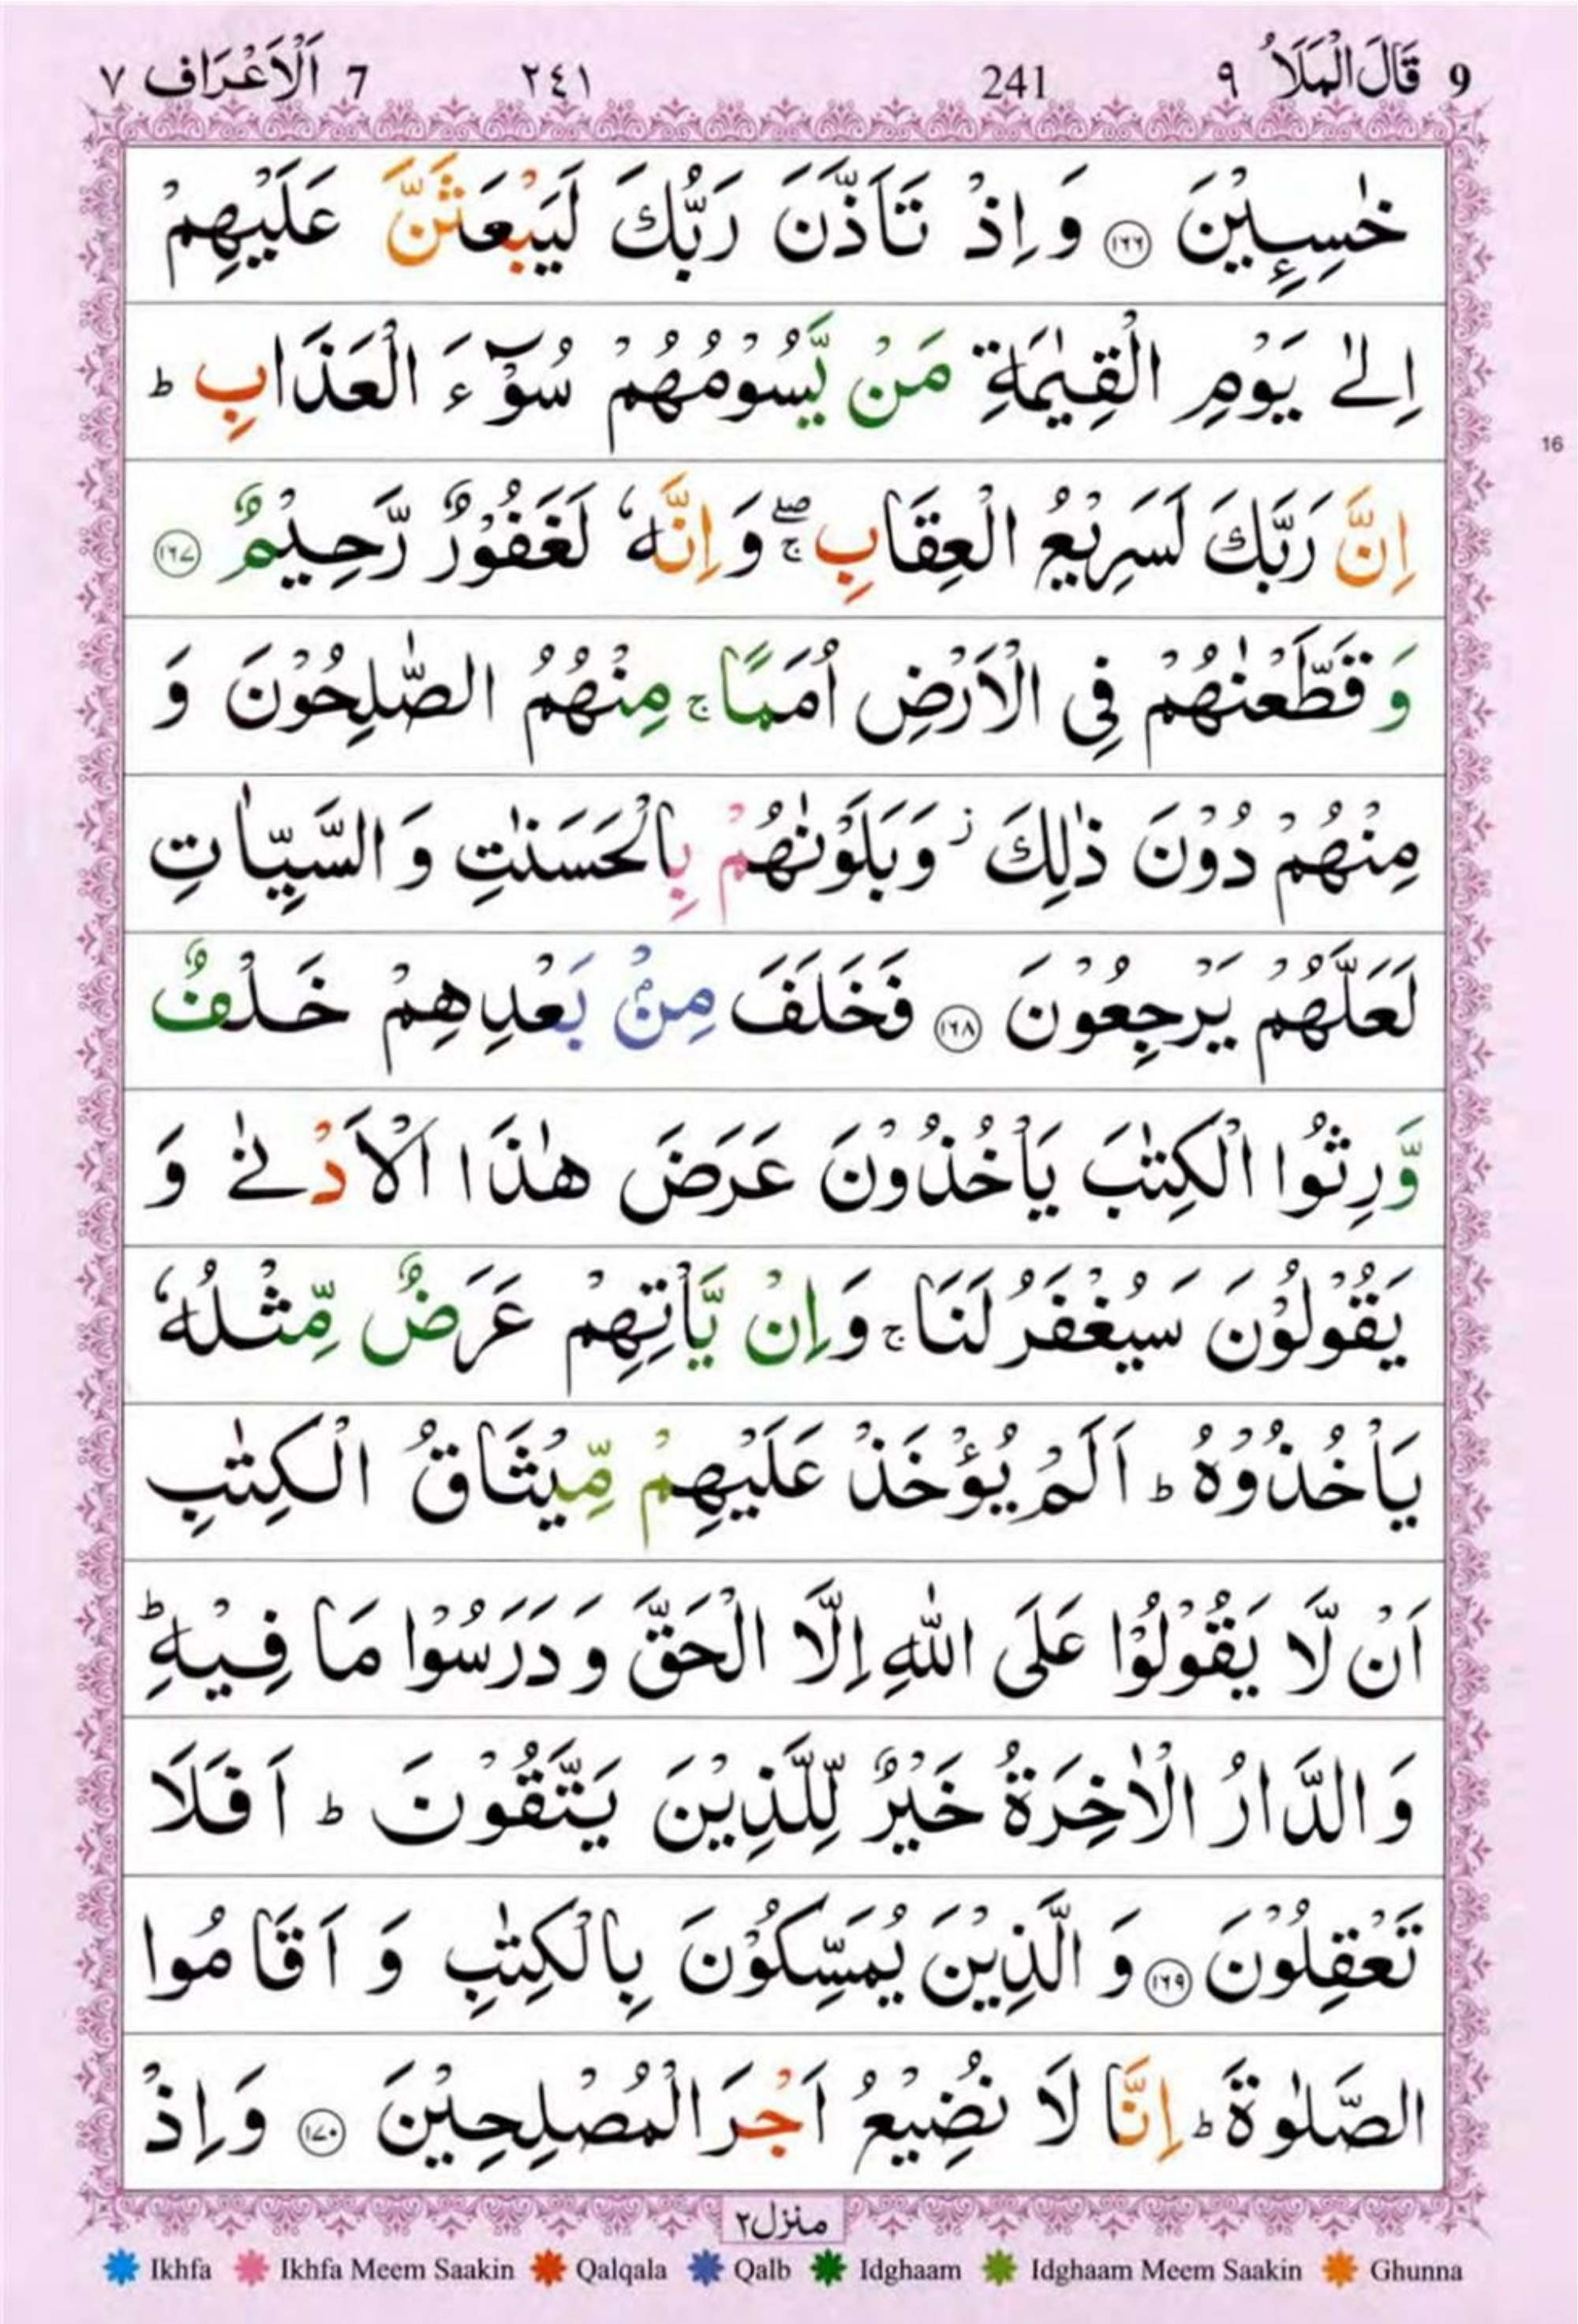 9 قَالَ الْمَلَاُ ٩ 241 ٢٤١ 7 اَلْاَعْرَاف ٧
خٰسِـِٕيْنَ ۝١٦٦ وَاِذْ تَاَذَّنَ رَبُّكَ لَيَبْعَثَنَّ عَلَيْهِمْ
اِلٰى يَوْمِ الْقِيٰمَةِ مَنْ يَّسُوْمُهُمْ سُوْٓءَ الْعَذَابِ ؕ
16
اِنَّ رَبَّكَ لَسَرِيْعُ الْعِقَابِ ۖۚ وَاِنَّهٗ لَغَفُوْرٌ رَّحِيْمٌ ۝١٦٧
وَقَطَّعْنٰهُمْ فِى الْاَرْضِ اُمَمًا ۚ مِنْهُمُ الصّٰلِحُوْنَ وَ
مِنْهُمْ دُوْنَ ذٰلِكَ ز وَبَلَوْنٰهُمْ بِالْحَسَنٰتِ وَ السَّيِّاٰتِ
لَعَلَّهُمْ يَرْجِعُوْنَ ۝١٦٨ فَخَلَفَ مِنْۢ بَعْدِهِمْ خَلْفٌ
وَّرِثُوا الْكِتٰبَ يَاْخُذُوْنَ عَرَضَ هٰذَا الْاَدْنٰى وَ
يَقُوْلُوْنَ سَيُغْفَرُ لَنَا ۚ وَاِنْ يَّاْتِهِمْ عَرَضٌ مِّثْلُهٗ
يَاْخُذُوْهُ ؕ اَلَمْ يُؤْخَذْ عَلَيْهِمْ مِّيْثَاقُ الْكِتٰبِ
اَنْ لَّا يَقُوْلُوْا عَلَى اللّٰهِ اِلَّا الْحَقَّ وَ دَرَسُوْا مَا فِيْهِ ؕ
وَ الدَّارُ الْاٰخِرَةُ خَيْرٌ لِّلَّذِيْنَ يَتَّقُوْنَ ؕ اَفَلَا
تَعْقِلُوْنَ ۝١٦٩ وَ الَّذِيْنَ يُمَسِّكُوْنَ بِالْكِتٰبِ وَ اَقَامُوا
الصَّلٰوةَ ؕ اِنَّا لَا نُضِيْعُ اَجْرَ الْمُصْلِحِيْنَ ۝١٧٠ وَاِذْ
منزل٢
Ikhfa Ikhfa Meem Saakin Qalqala Qalb Idghaam Idghaam Meem Saakin Ghunna